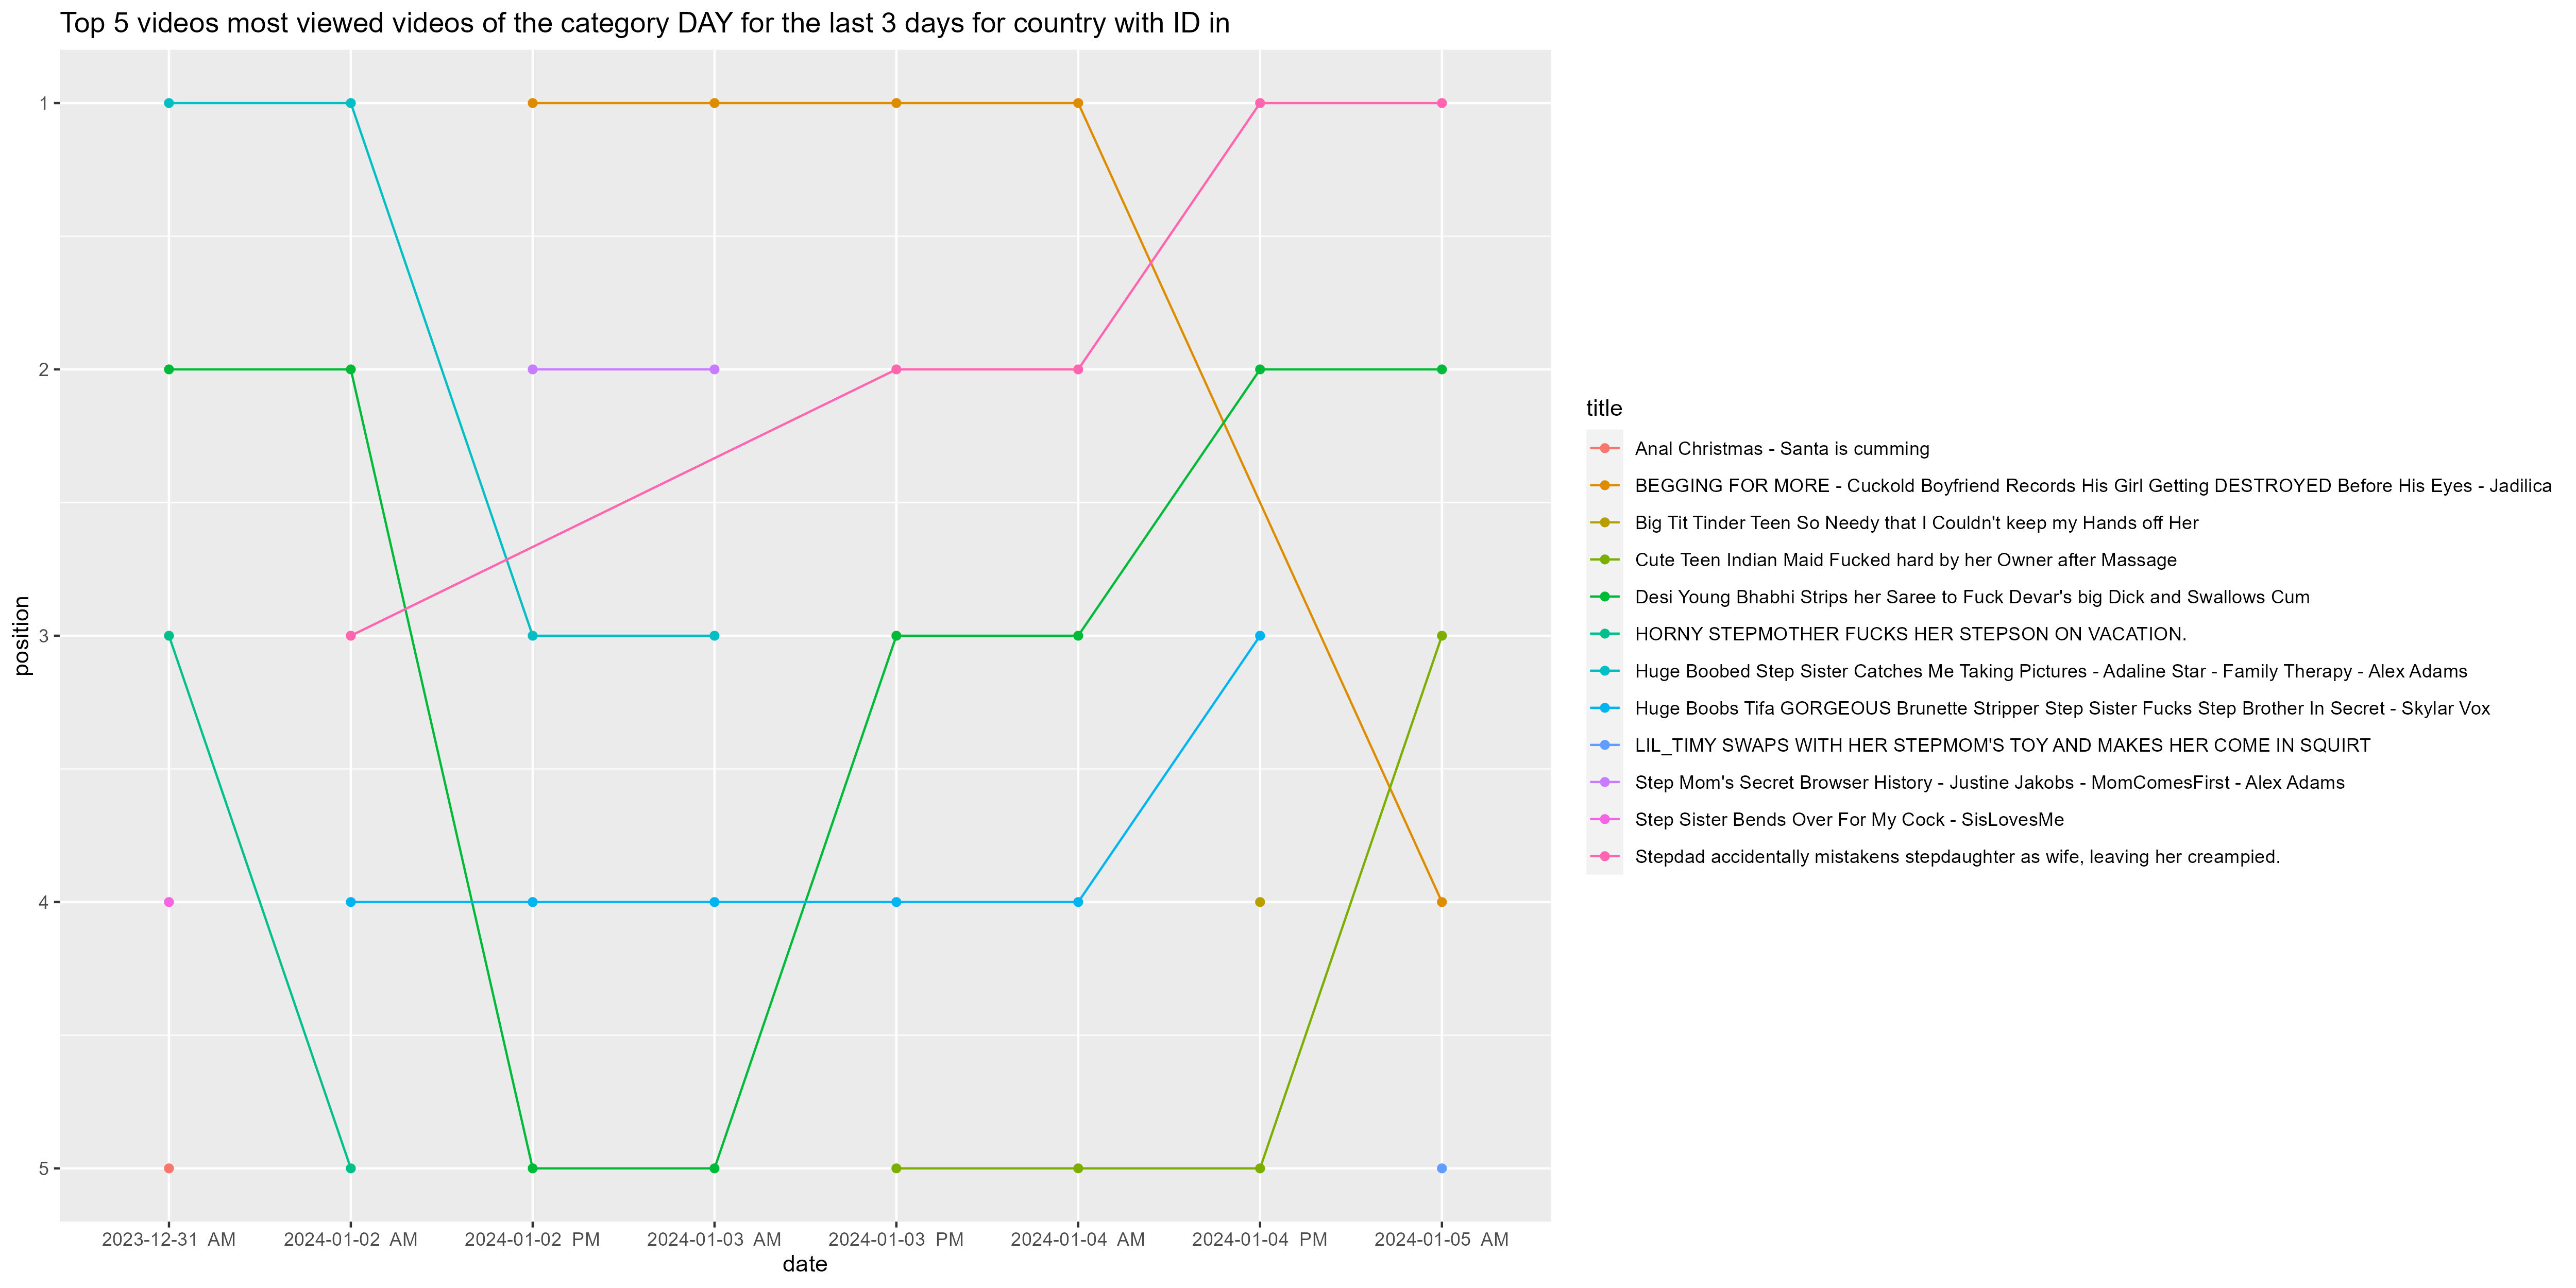 Top 5 videos most viewed videos of the category DAY for the last 3 days for country with ID in
position
1
2
3
4
5
2023-12-31 AM
2024-01-02 AM
2024-01-02 PM
2024-01-03 AM
2024-01-03 PM
2024-01-04 AM
2024-01-04 PM
2024-01-05 AM
date
title
Anal Christmas - Santa is cumming
BEGGING FOR MORE - Cuckold Boyfriend Records His Girl Getting DESTROYED Before His Eyes - Jadilica
Big Tit Tinder Teen So Needy that I Couldn't keep my Hands off Her
Cute Teen Indian Maid Fucked hard by her Owner after Massage
Desi Young Bhabhi Strips her Saree to Fuck Devar's big Dick and Swallows Cum
HORNY STEPMOTHER FUCKS HER STEPSON ON VACATION.
Huge Boobed Step Sister Catches Me Taking Pictures - Adaline Star - Family Therapy - Alex Adams
Huge Boobs Tifa GORGEOUS Brunette Stripper Step Sister Fucks Step Brother In Secret - Skylar Vox
LIL_TIMY SWAPS WITH HER STEPMOM'S TOY AND MAKES HER COME IN SQUIRT
Step Mom's Secret Browser History - Justine Jakobs - MomComesFirst - Alex Adams
Step Sister Bends Over For My Cock - SisLovesMe
Stepdad accidentally mistakens stepdaughter as wife, leaving her creampied.